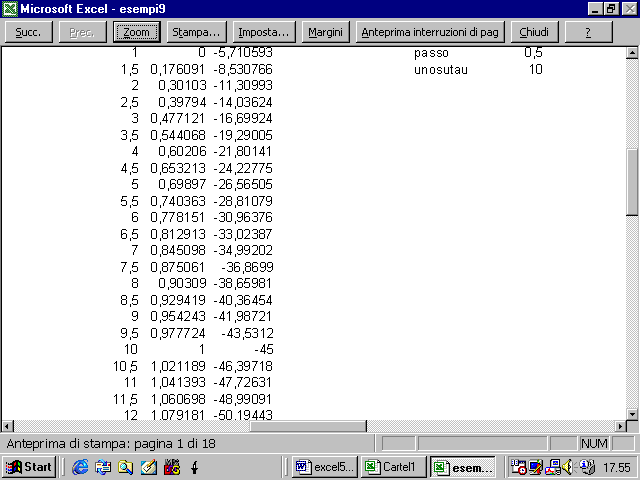 Microsoft Excel - esempi9
Succ. Prec. Zoom Stampa... Imposta... Margini Anteprima interruzioni di pag Chiudi ?
1 0 -5,710593 passo 0,5
1,5 0,176091 -8,530766 unosutau 10
2 0,30103 -11,30993
2,5 0,39794 -14,03624
3 0,477121 -16,69924
3,5 0,544068 -19,29005
4 0,60206 -21,80141
4,5 0,653213 -24,22775
5 0,69897 -26,56505
5,5 0,740363 -28,81079
6 0,778151 -30,96376
6,5 0,812913 -33,02387
7 0,845098 -34,99202
7,5 0,875061 -36,8699
8 0,90309 -38,65981
8,5 0,929419 -40,36454
9 0,954243 -41,98721
9,5 0,977724 -43,5312
10 1 -45
10,5 1,021189 -46,39718
11 1,041393 -47,72631
11,5 1,060698 -48,99091
12 1,079181 -50,19443
Anteprima di stampa: pagina 1 di 18 NUM
Start excel5... Cartel1 esem... 17.55